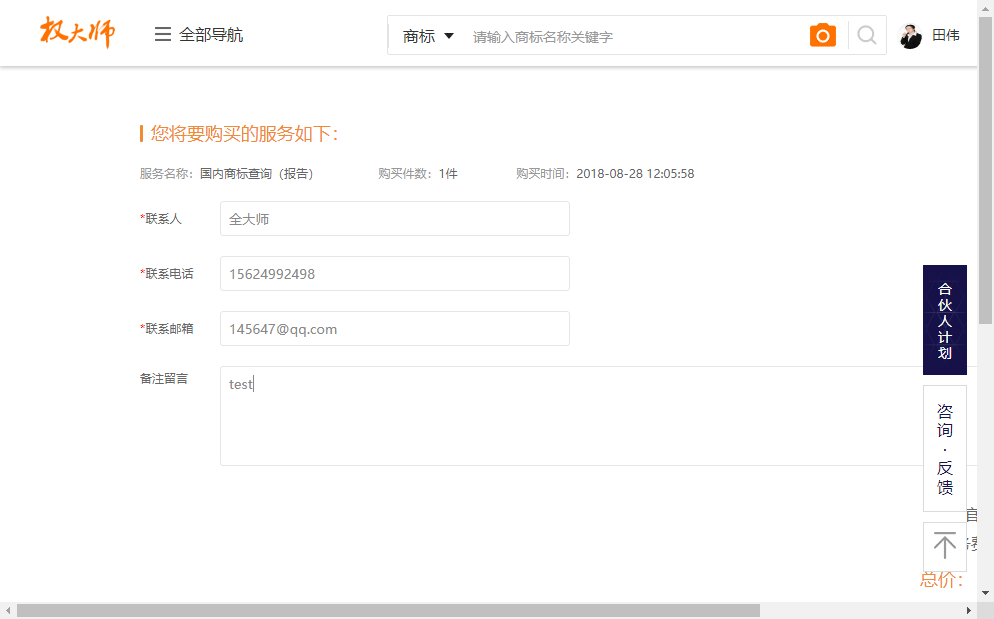 权大师
全部导航
商标
请输入商标名称关键字
田伟
您将要购买的服务如下：
服务名称：国内商标查询（报告）
购买件数：1件
购买时间：2018-08-28 12:05:58
*联系人
全大师
*联系电话
15624992498
*联系邮箱
145647@qq.com
备注留言
test
合伙人计划
咨询·反馈
总价：